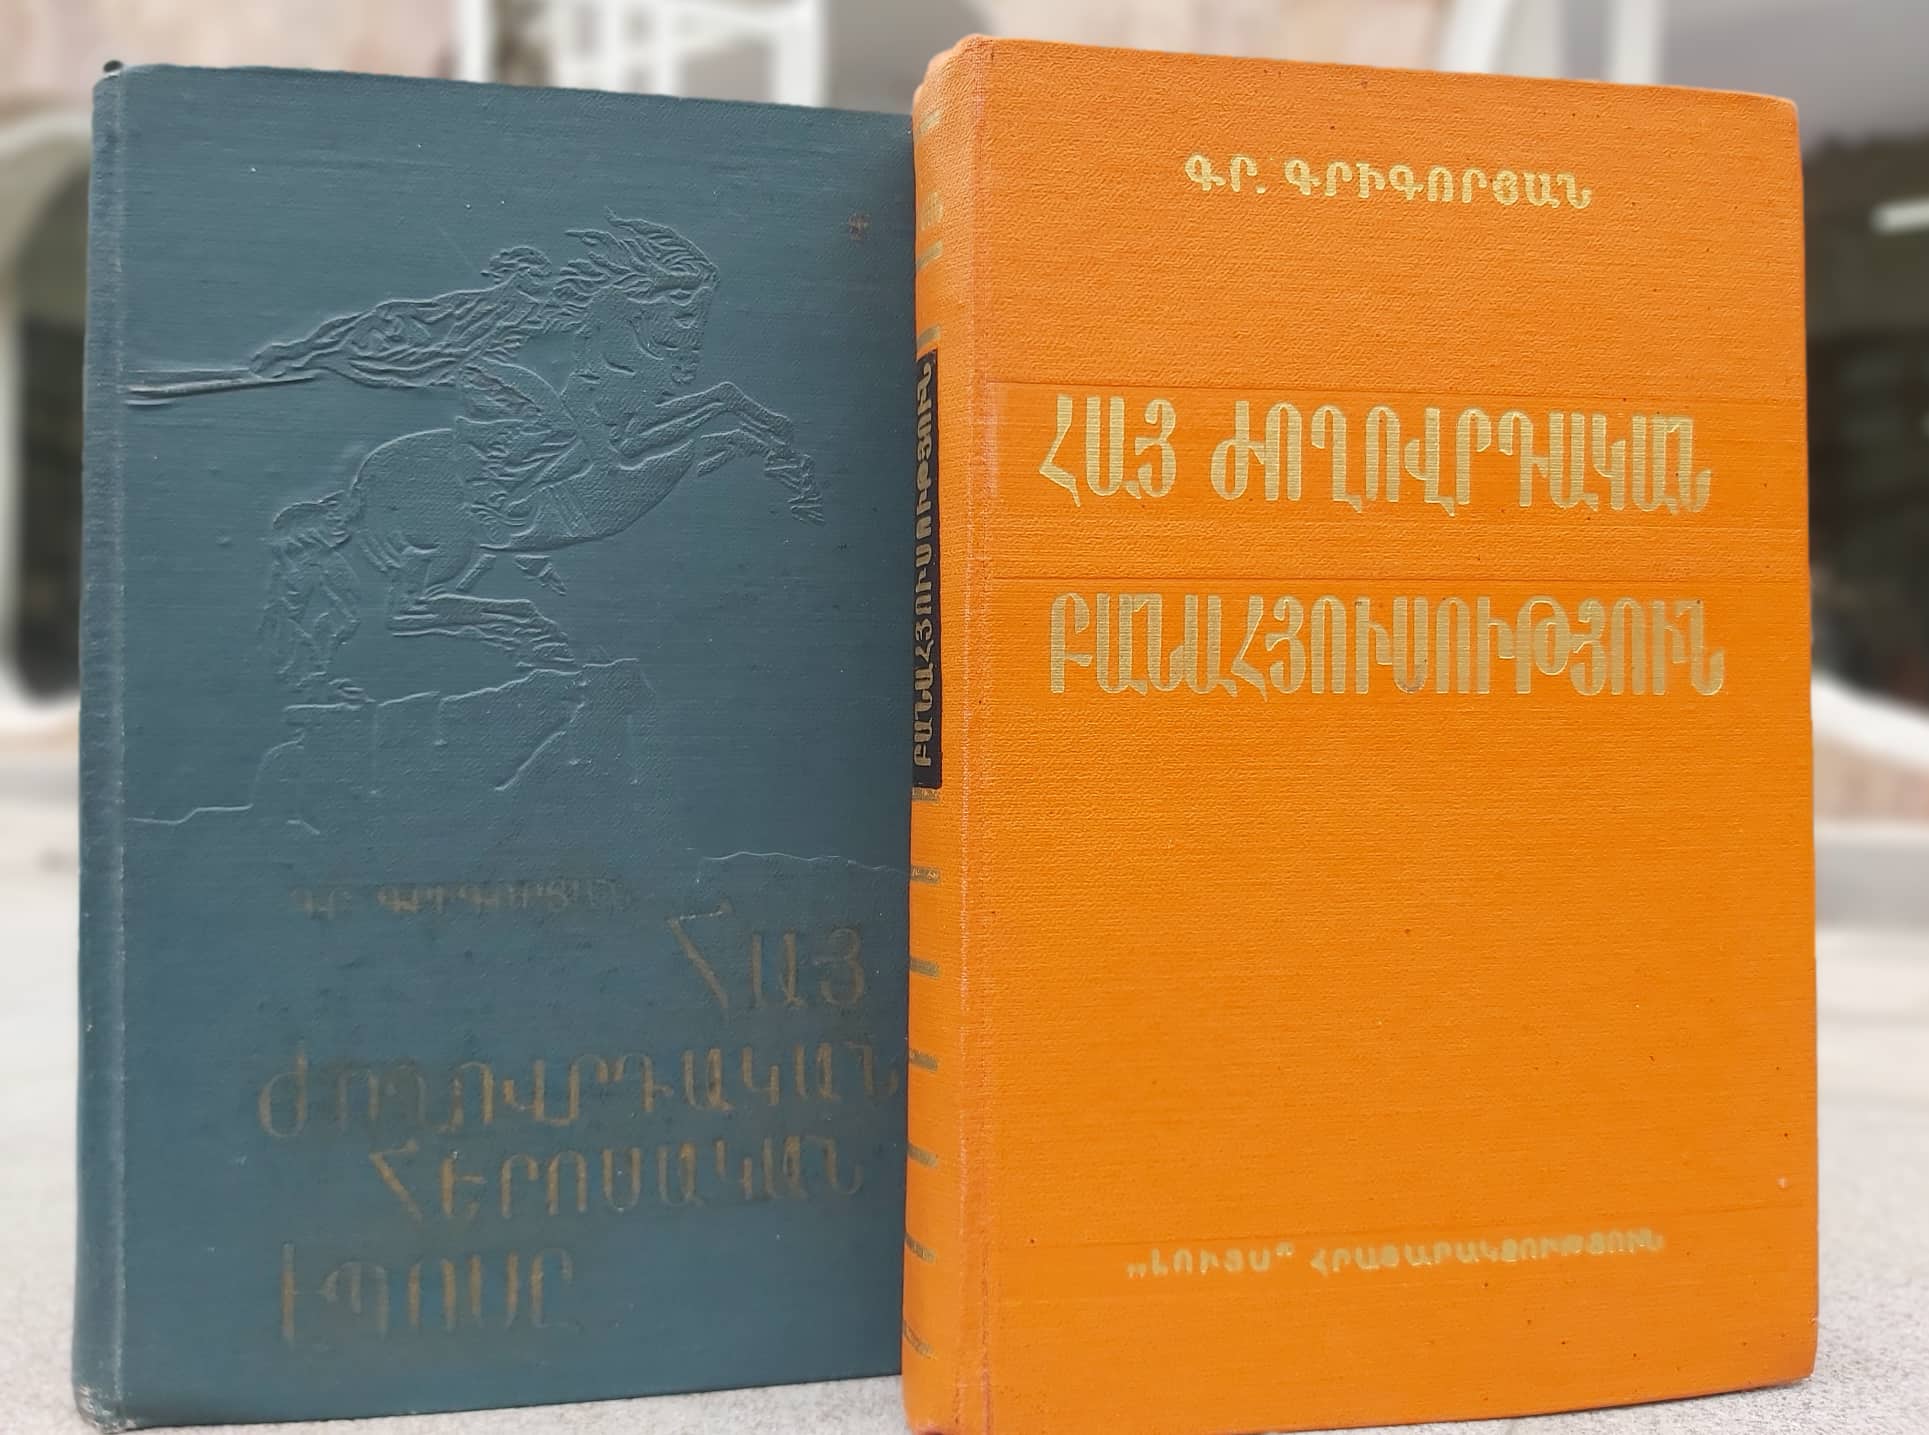 ԳՐ. ԳՐԻԳՈՐՅԱՆ
ՀԱՅ
ԺՈՂՈՎՐԴԱԿԱՆ
ՀԵՐՈՍԱԿԱՆ
ԷՊՈՍԸ
ԲԱՆԱՀՅՈՒՍՈՒԹՅՈՒՆ
ԳՐ. ԳՐԻԳՈՐՅԱՆ
ՀԱՅ ԺՈՂՈՎՐԴԱԿԱՆ
ԲԱՆԱՀՅՈՒՍՈՒԹՅՈՒՆ
„ԼՈՒՅՍ" ՀՐԱՏԱՐԱԿՉՈՒԹՅՈՒՆ